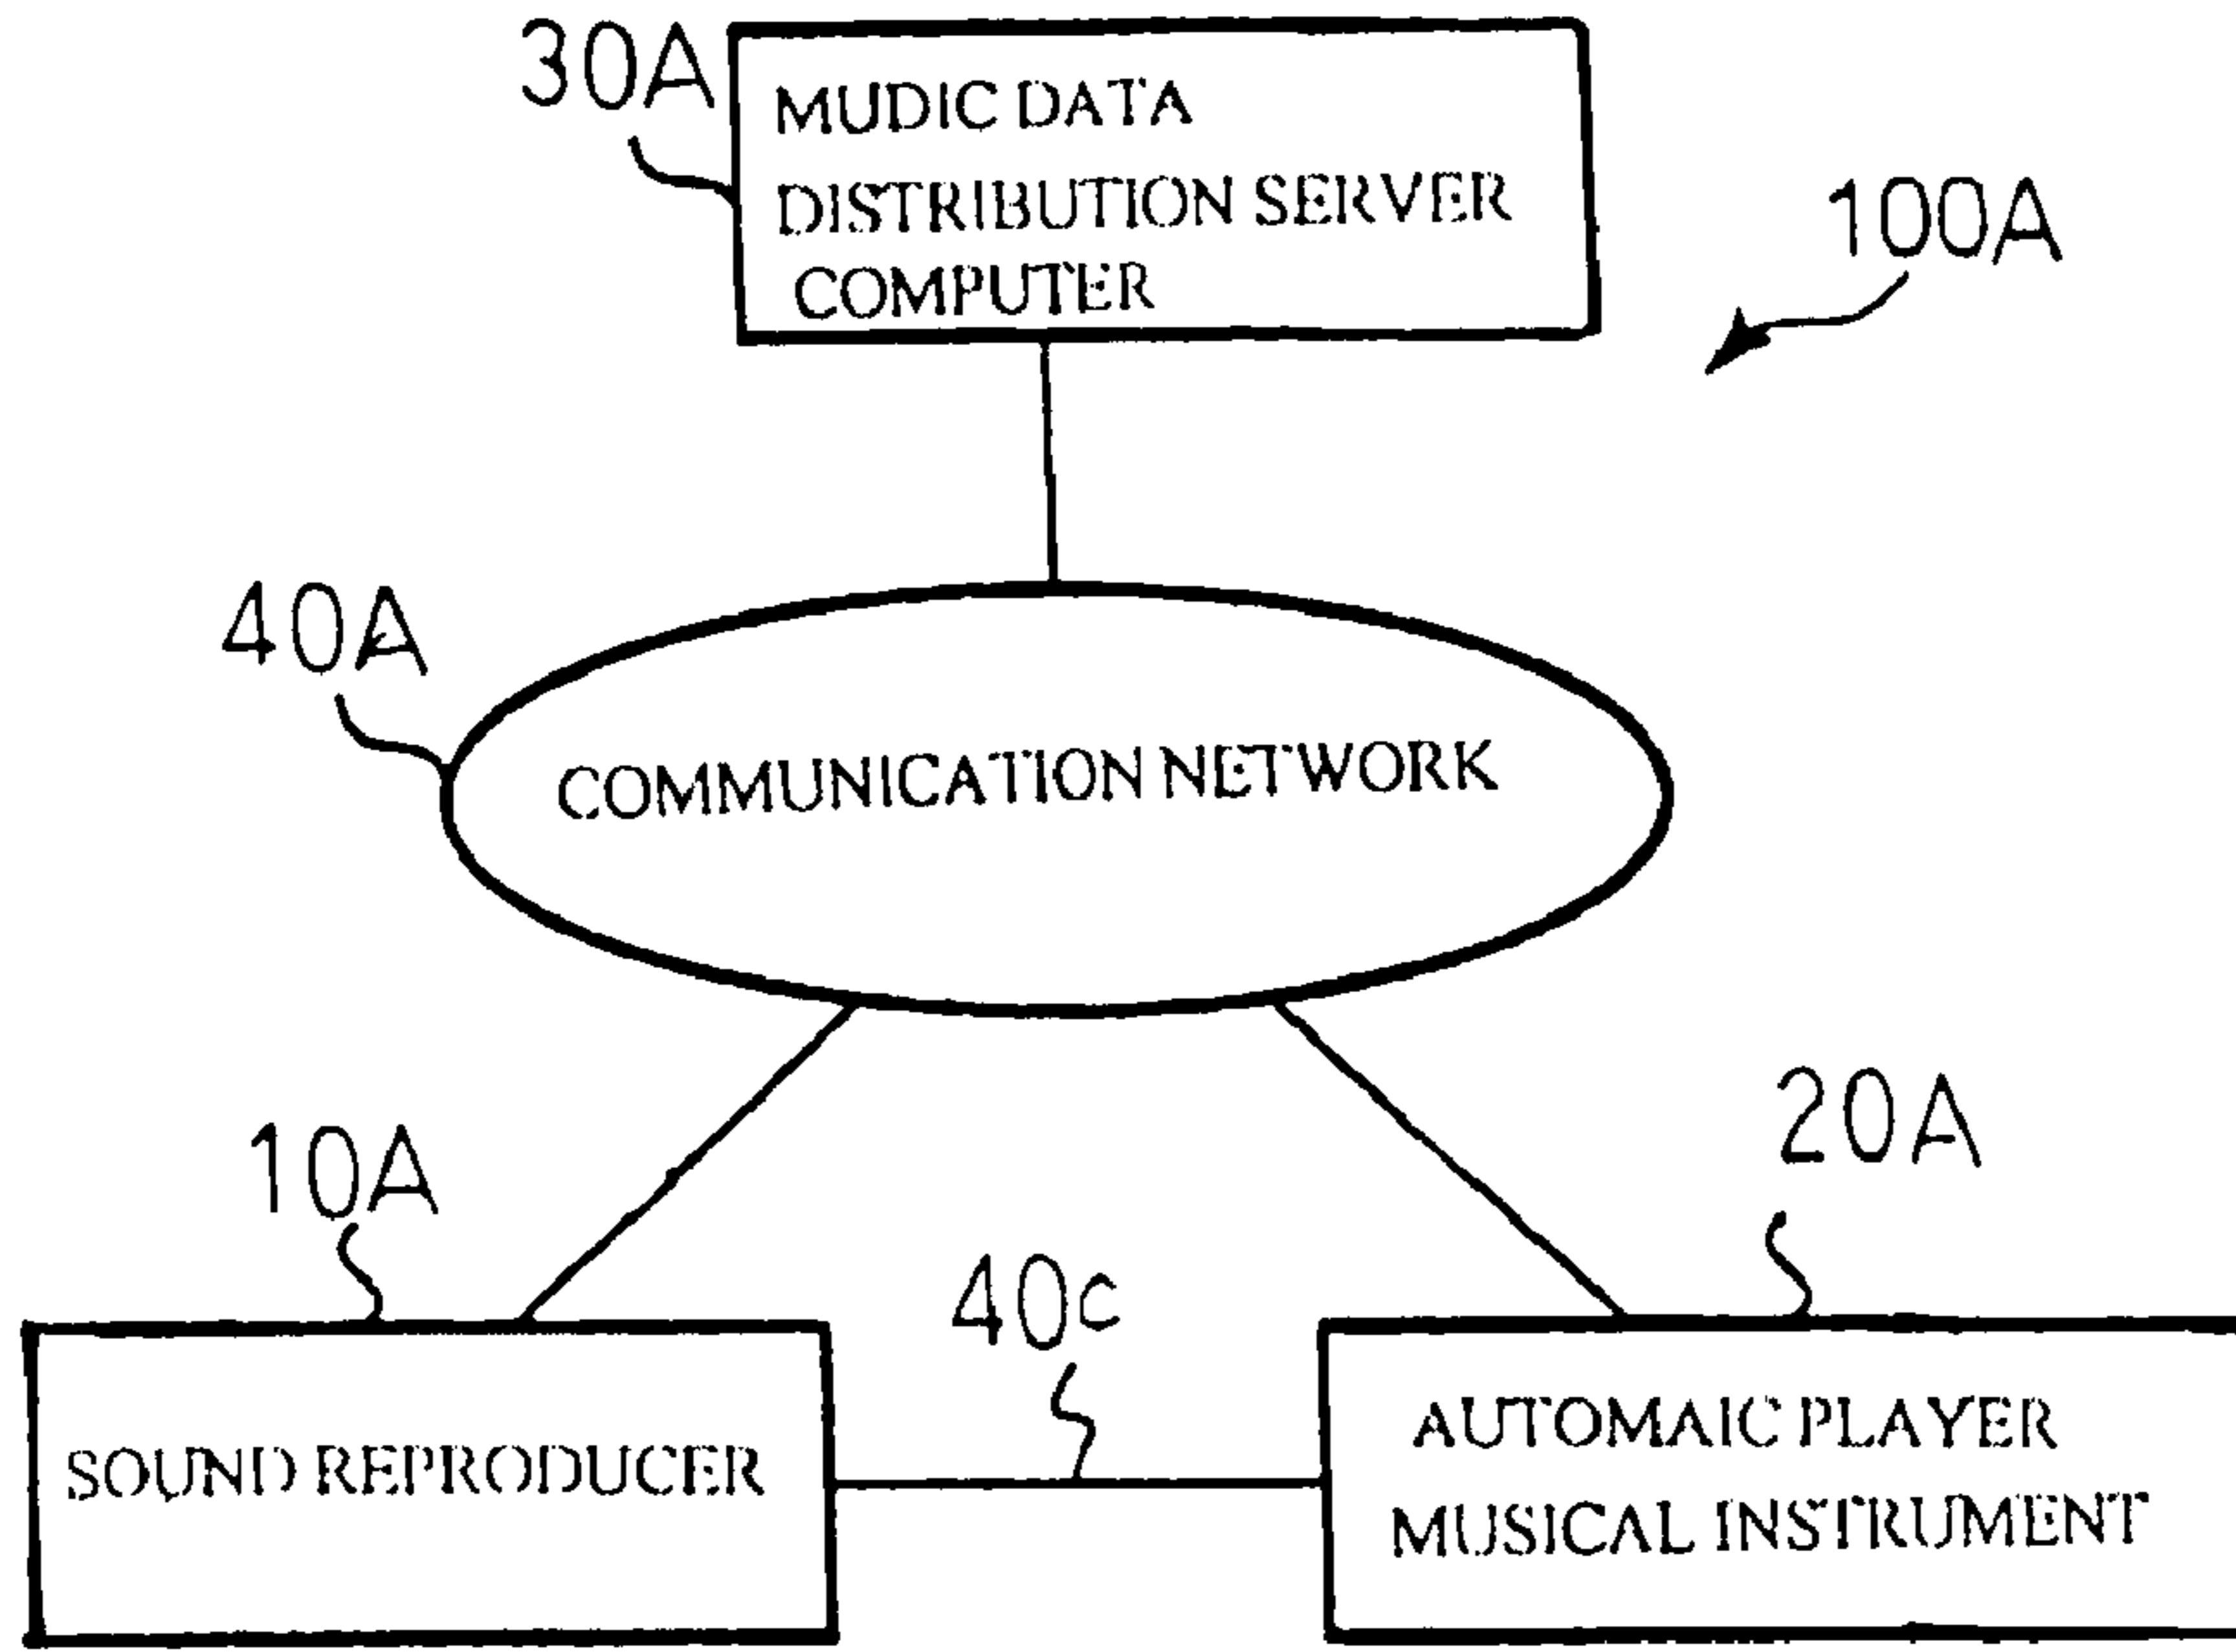 30A
MUDIC DATA
DISTRIBUTION SERVER
COMPUTER
100A
40A
COMMUNICATION NETWORK
10A
20A
40c
SOUND REPRODUCER
AUTOMAIC PLAYER
MUSICAL INSTRUMENT